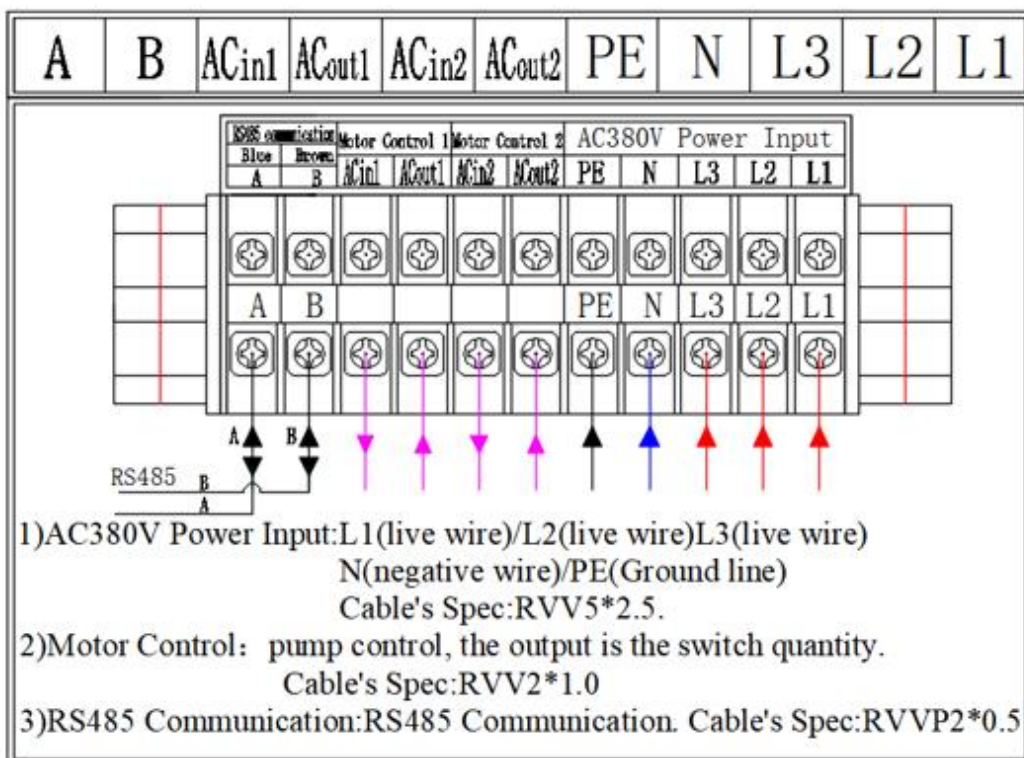 A B ACin1 ACout1 ACin2 ACout2 PE N L3 L2 L1
RS485 communication Motor Control 1 Motor Control 2 AC380V Power Input
Blue Brown
A B ACin1 ACout1 ACin2 ACout2 PE N L3 L2 L1
A B PE N L3 L2 L1
A B
RS485 B
A
1)AC380V Power Input:L1(live wire)/L2(live wire)L3(live wire)
N(negative wire)/PE(Ground line)
Cable's Spec:RVV5*2.5.
2)Motor Control：pump control, the output is the switch quantity.
Cable's Spec:RVV2*1.0
3)RS485 Communication:RS485 Communication. Cable's Spec:RVVP2*0.5